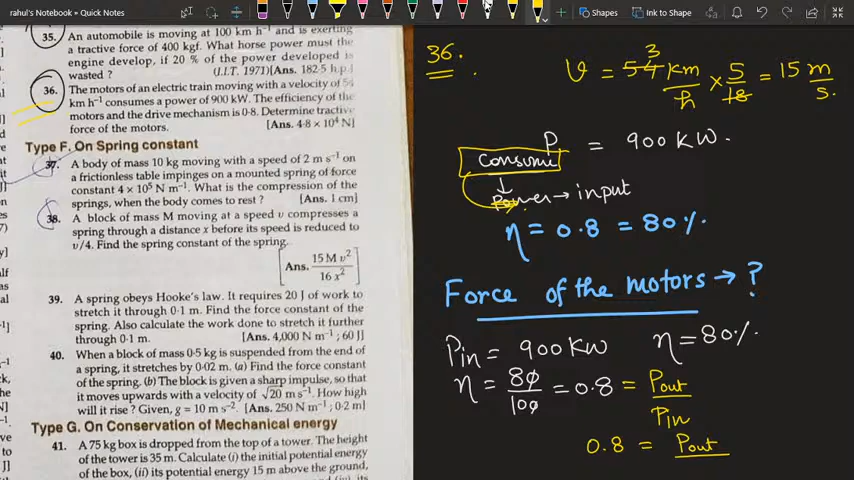 rahul's... • Quick Notes
Shapes
Ink to Shape
35. An automobile is moving at 100 km h⁻¹ and is exerting
a tractive force of 400 kgf. What horse power must the
engine develop, if 20 % of the power developed is
wasted ? (I.I.T. 1971) [Ans. 182·5 h.p.]
36. The motors of an electric train moving with a velocity of 54
km h⁻¹ consumes a power of 900 kW. The efficiency of the
motors and the drive mechanism is 0·8. Determine tractive
force of the motors. [Ans. 4·8 × 10⁴ N]
Type F. On Spring constant
37. A body of mass 10 kg moving with a speed of 2 m s⁻¹ on
a frictionless table impinges on a mounted spring of force
constant 4 × 10⁵ N m⁻¹. What is the compression of the
springs, when the body comes to rest ? [Ans. 1 cm]
38. A block of mass M moving at a speed υ compresses a
spring through a distance x before its speed is reduced to
υ/4. Find the spring constant of the spring.
[Ans. 15 M υ² / 16 x²]
39. A spring obeys Hooke's law. It requires 20 J of work to
stretch it through 0·1 m. Find the force constant of the
spring. Also calculate the work done to stretch it further
through 0·1 m. [Ans. 4,000 N m⁻¹ ; 60 J]
40. When a block of mass 0·5 kg is suspended from the end of
a spring, it stretches by 0·02 m. (a) Find the force constant
of the spring. (b) The block is given a sharp impulse, so that
it moves upwards with a velocity of √20 m s⁻¹. How high
will it rise ? Given, g = 10 m s⁻². [Ans. 250 N m⁻¹ ; 0·2 m]
Type G. On Conservation of Mechanical energy
41. A 75 kg box is dropped from the top of a tower. The height
of the tower is 35 m. Calculate (i) the initial potential energy
of the box, (ii) its potential energy 15 m above the ground,
36.
3
υ = 54 km/h × 5/18 = 15 m/s.
P = 900 KW.
Consume
↓
Power → input
η = 0.8 = 80%.
Force of the motors → ?
Pin = 900 KW η = 80%.
η = 80/100 = 0.8 = Pout/Pin
0.8 = Pout